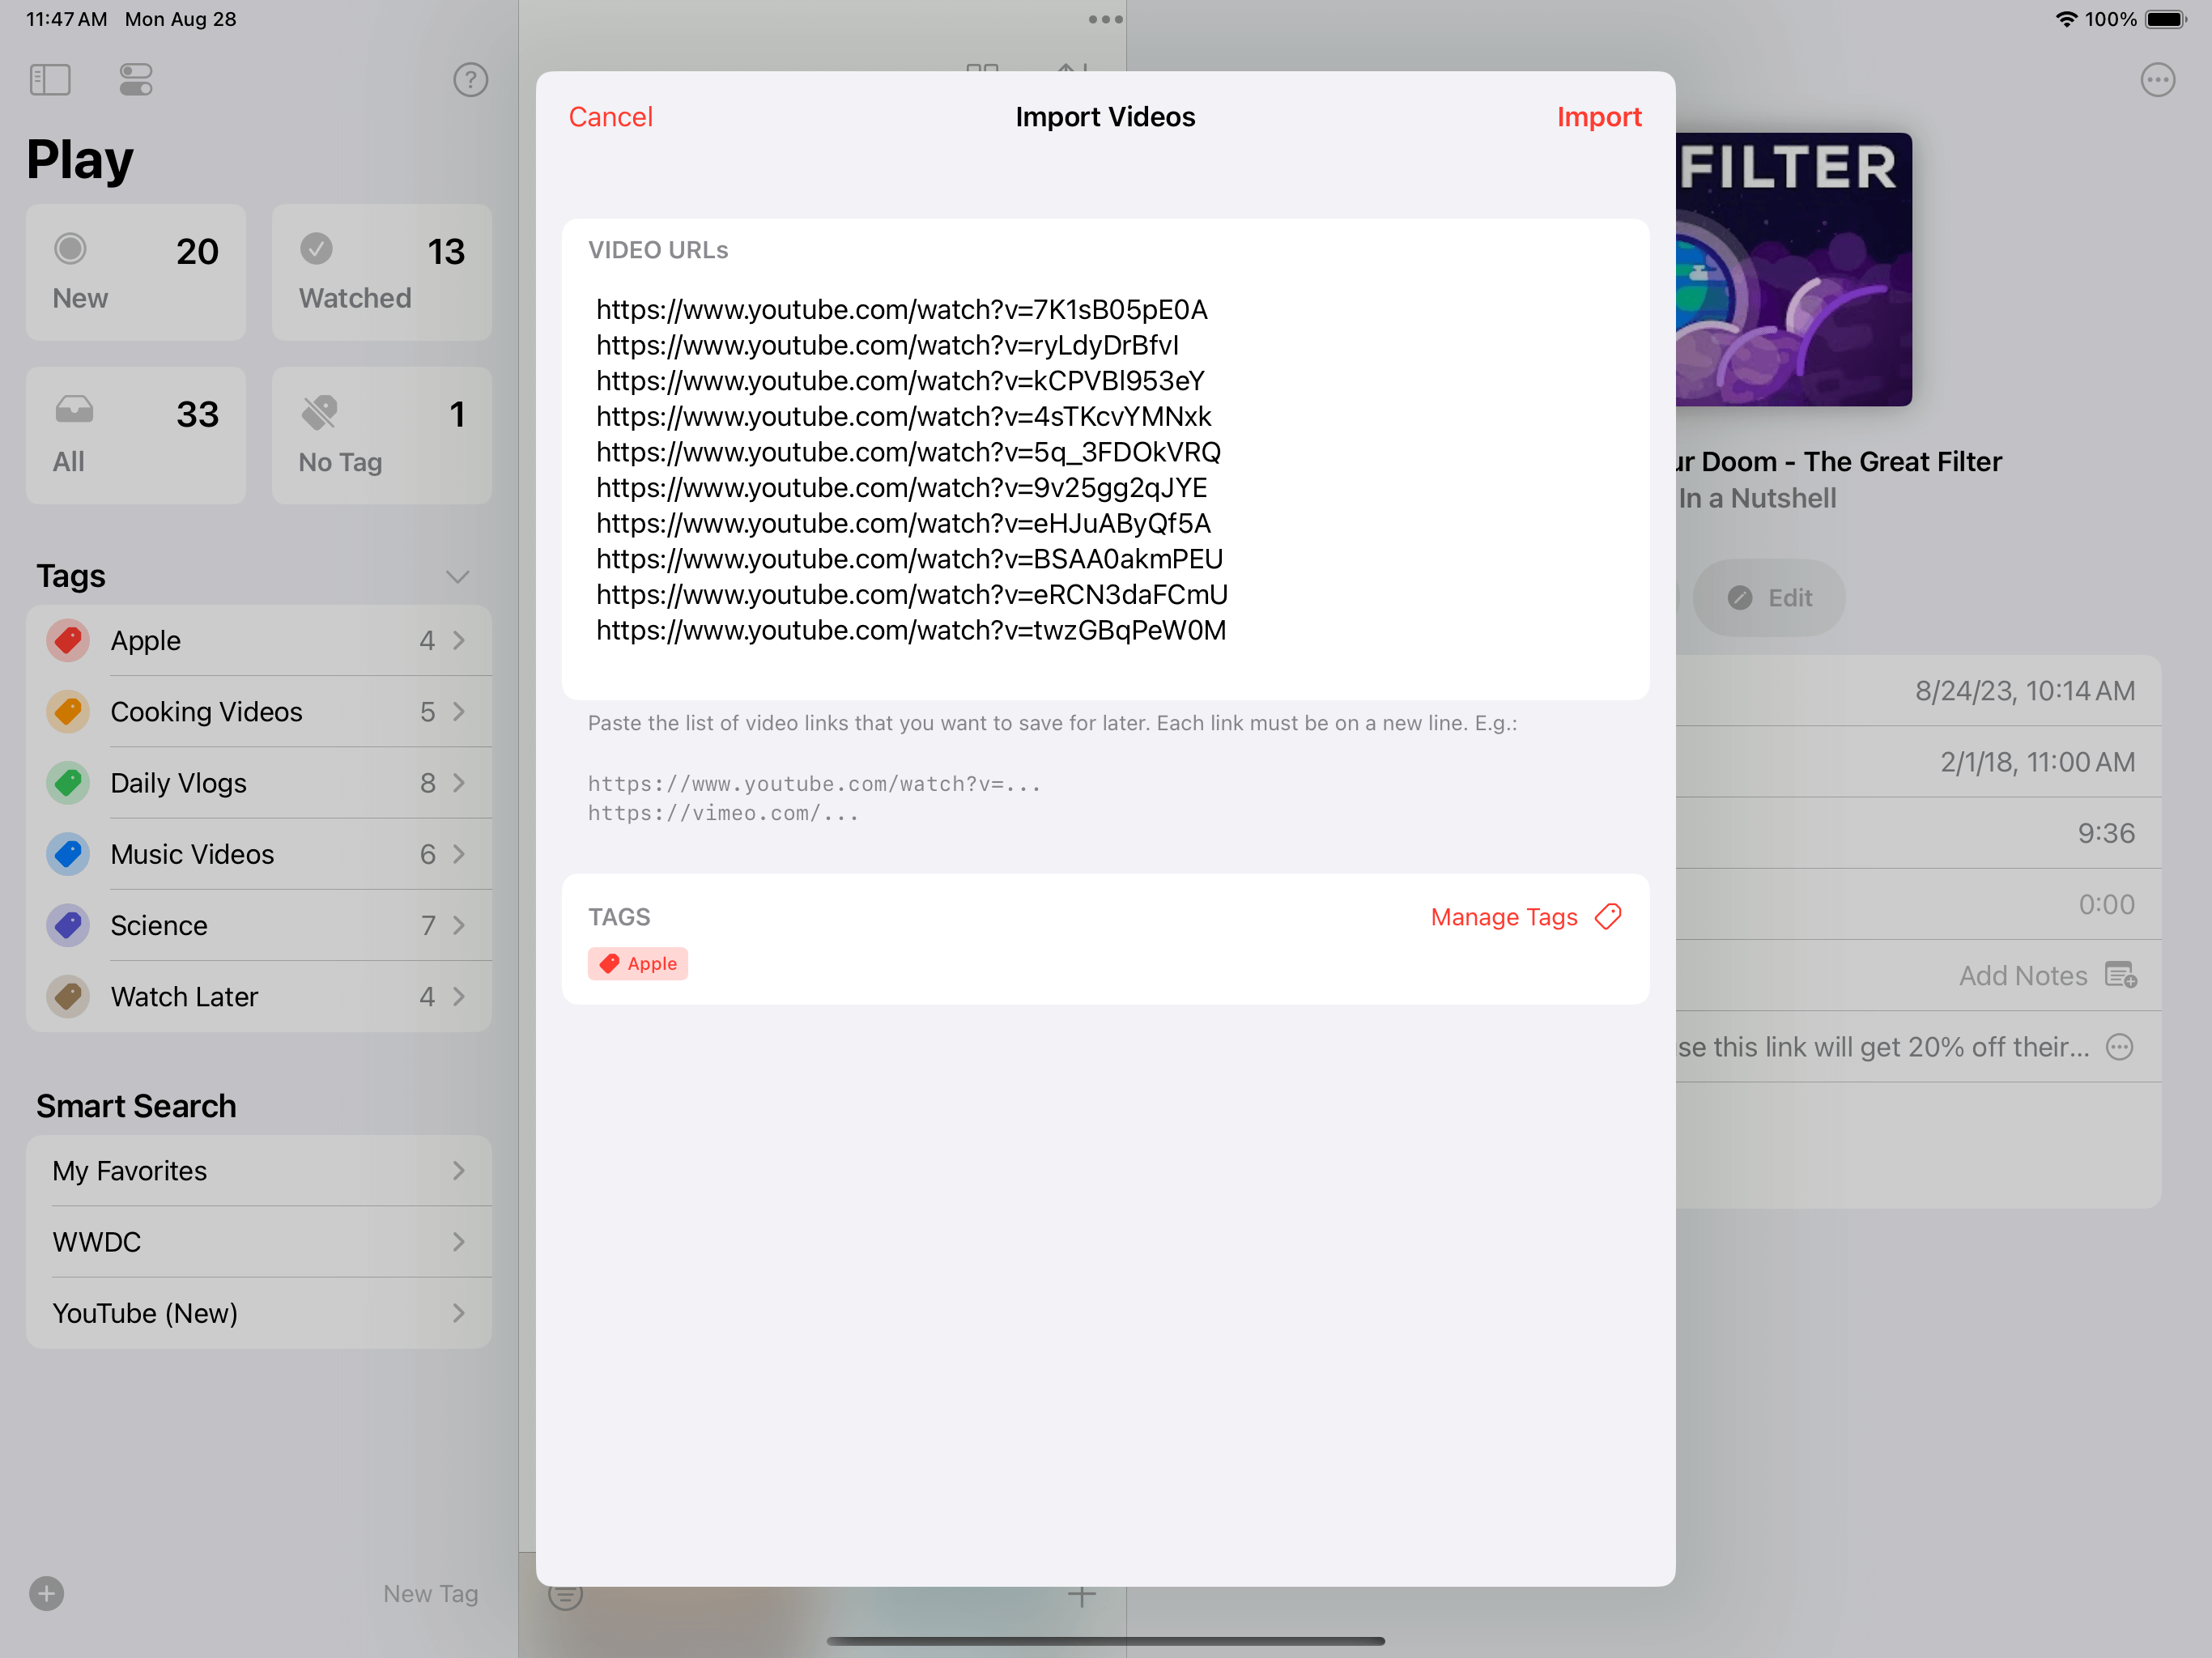 11:47 AM Mon Aug 28
100%
Play
20
New
13
Watched
33
All
1
No Tag
Tags
Apple 4
Cooking Videos 5
Daily Vlogs 8
Music Videos 6
Science 7
Watch Later 4
Smart Search
My Favorites
WWDC
YouTube (New)
New Tag
Cancel
Import Videos
Import
VIDEO URLs
https://www.youtube.com/watch?v=7K1sB05pE0A
https://www.youtube.com/watch?v=ryLdyDrBfvI
https://www.youtube.com/watch?v=kCPVBl953eY
https://www.youtube.com/watch?v=4sTKcvYMNxk
https://www.youtube.com/watch?v=5q_3FDOkVRQ
https://www.youtube.com/watch?v=9v25gg2qJYE
https://www.youtube.com/watch?v=eHJuAByQf5A
https://www.youtube.com/watch?v=BSAA0akmPEU
https://www.youtube.com/watch?v=eRCN3daFCmU
https://www.youtube.com/watch?v=twzGBqPeW0M
Paste the list of video links that you want to save for later. Each link must be on a new line. E.g.:
https://www.youtube.com/watch?v=...
https://vimeo.com/...
TAGS
Manage Tags
Apple
FILTER
Doom - The Great Filter
In a Nutshell
Edit
8/24/23, 10:14 AM
2/1/18, 11:00 AM
9:36
0:00
Add Notes
this link will get 20% off their...